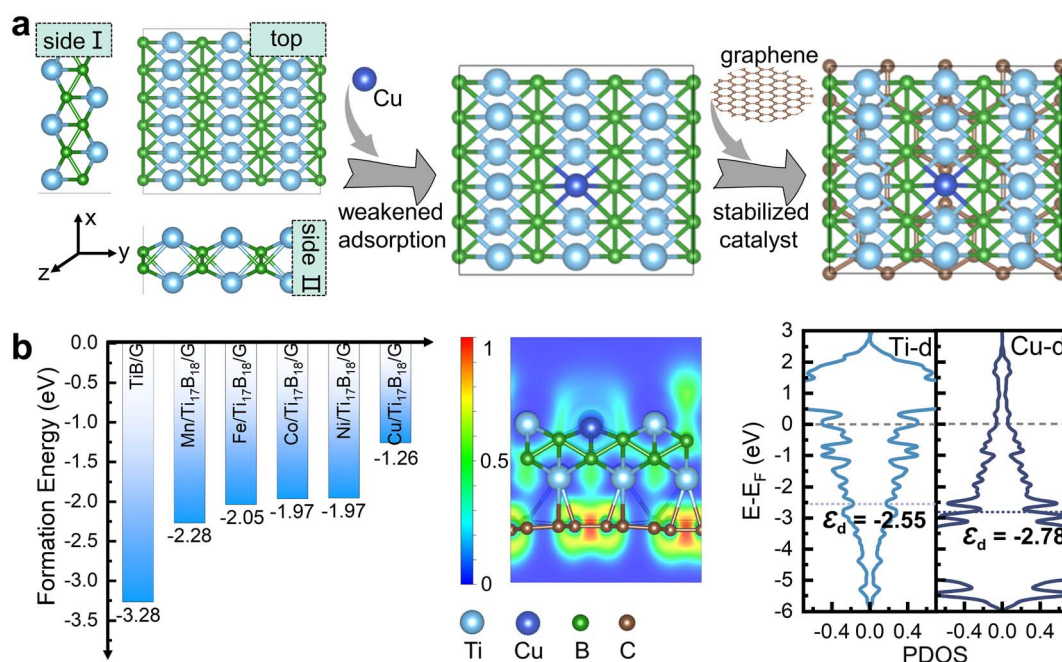 a
side I
top
Cu
graphene
weakened
adsorption
stabilized
catalyst
x
y
z
side II
b
Formation Energy (eV)
0.0
-0.5
-1.0
-1.5
-2.0
-2.5
-3.0
-3.5
TiB/G
Mn/Ti17B18/G
Fe/Ti17B18/G
Co/Ti17B18/G
Ni/Ti17B18/G
Cu/Ti17B18/G
-3.28
-2.28
-2.05
-1.97
-1.97
-1.26
1
0.5
0
Ti
Cu
B
C
E-EF (eV)
3
2
1
0
-1
-2
-3
-4
-5
-6
Ti-d
Cu-d
εd = -2.55
εd = -2.78
-0.4 0.0 0.4
-0.4 0.0 0.4
PDOS